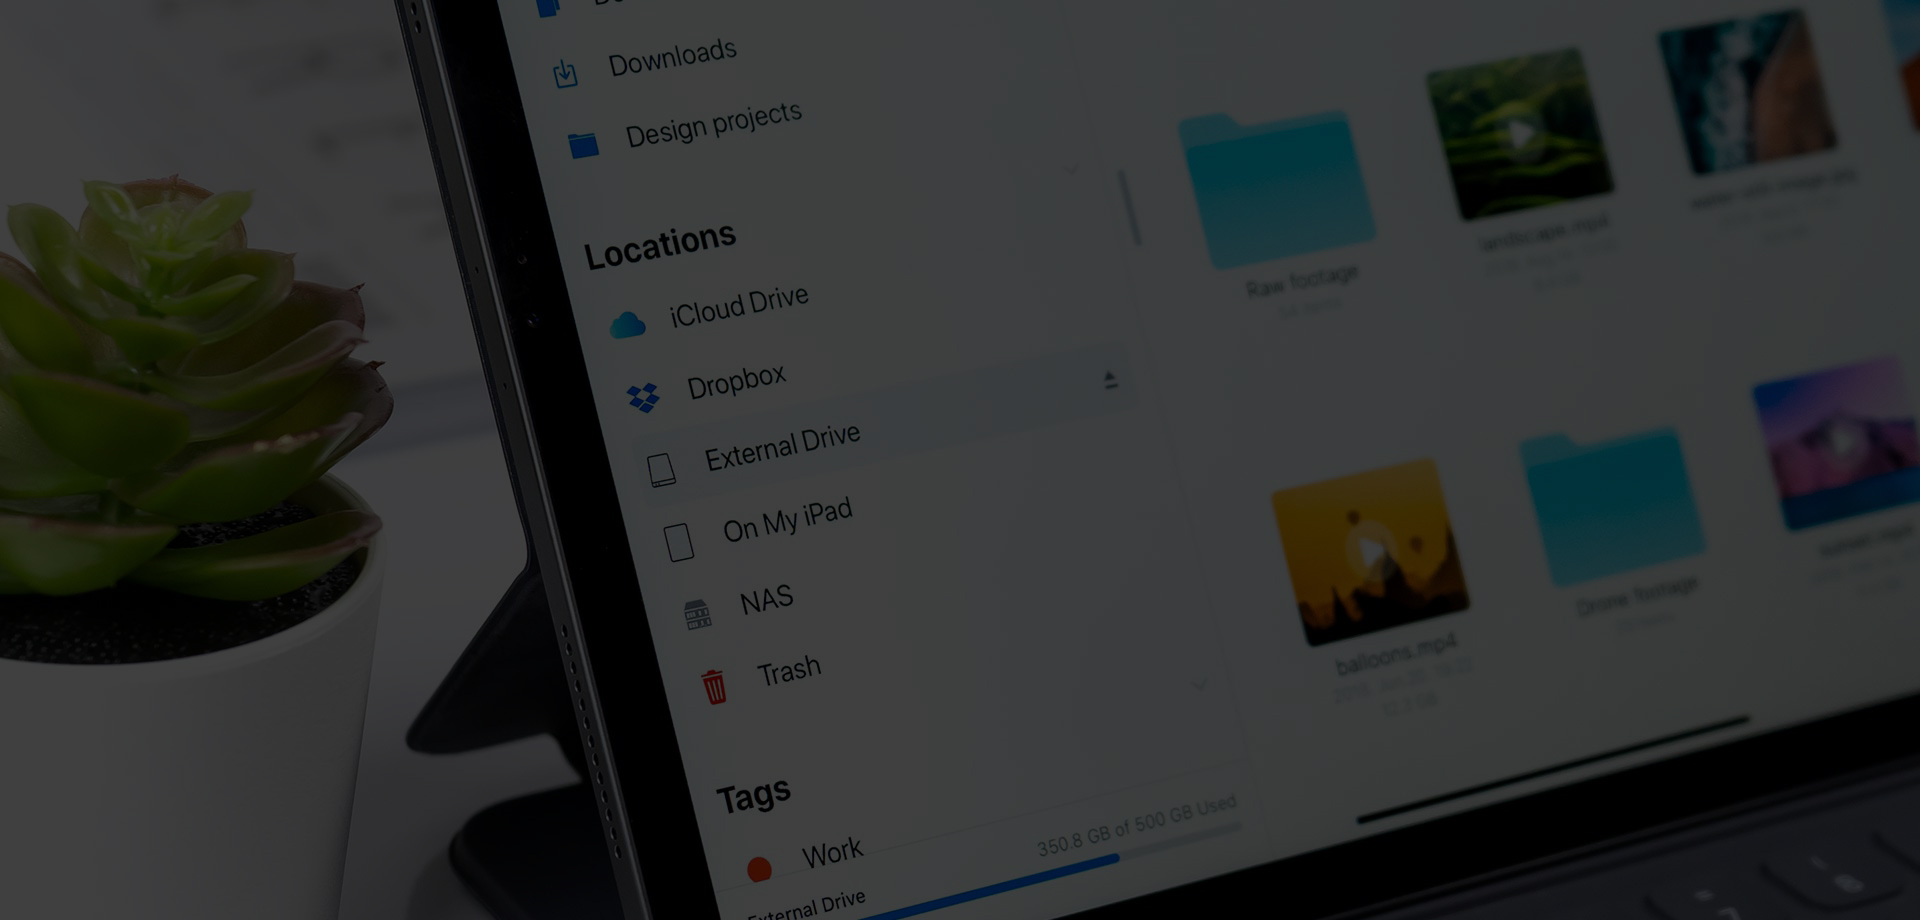 Downloads
Design projects
Locations
iCloud Drive
Dropbox
External Drive
On My iPad
NAS
Trash
Tags
Work
350.8 GB of 500 GB Used
External Drive
Raw footage
landscape.mp4
balloons.mp4
Drone footage